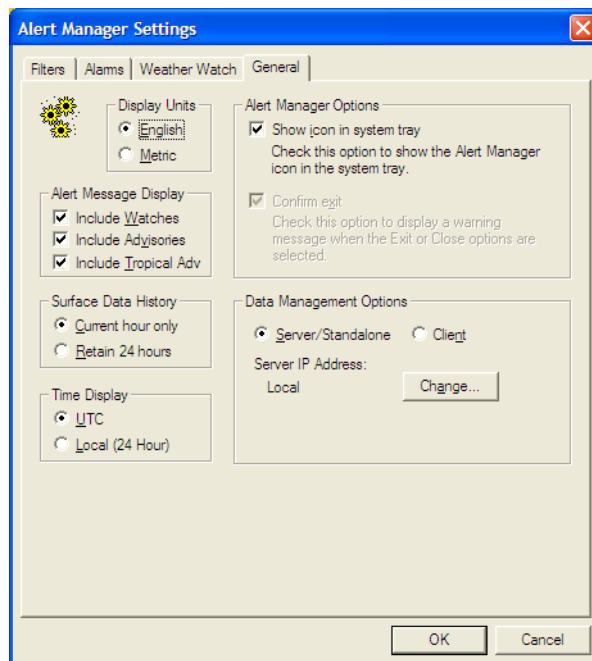 Alert Manager Settings
Filters
Alarms
Weather Watch
General
Display Units
English
Metric
Alert Message Display
Include Watches
Include Advisories
Include Tropical Adv
Surface Data History
Current hour only
Retain 24 hours
Time Display
UTC
Local (24 Hour)
Alert Manager Options
Show icon in system tray
Check this option to show the Alert Manager
icon in the system tray.
Confirm exit
Check this option to display a warning
message when the Exit or Close options are
selected.
Data Management Options
Server/Standalone
Client
Server IP Address:
Local
Change...
OK
Cancel